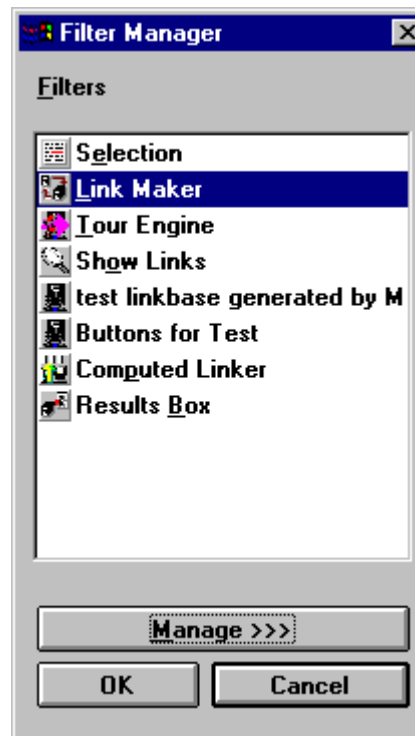 Filter Manager
Filters
Selection
Link Maker
Tour Engine
Show Links
test linkbase generated by M
Buttons for Test
Computed Linker
Results Box
Manage >>>
OK Cancel